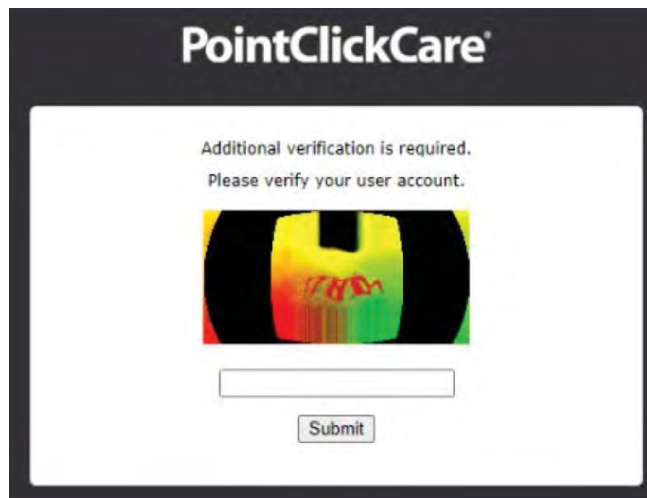 PointClickCare®
Additional verification is required.
Please verify your user account.
Submit